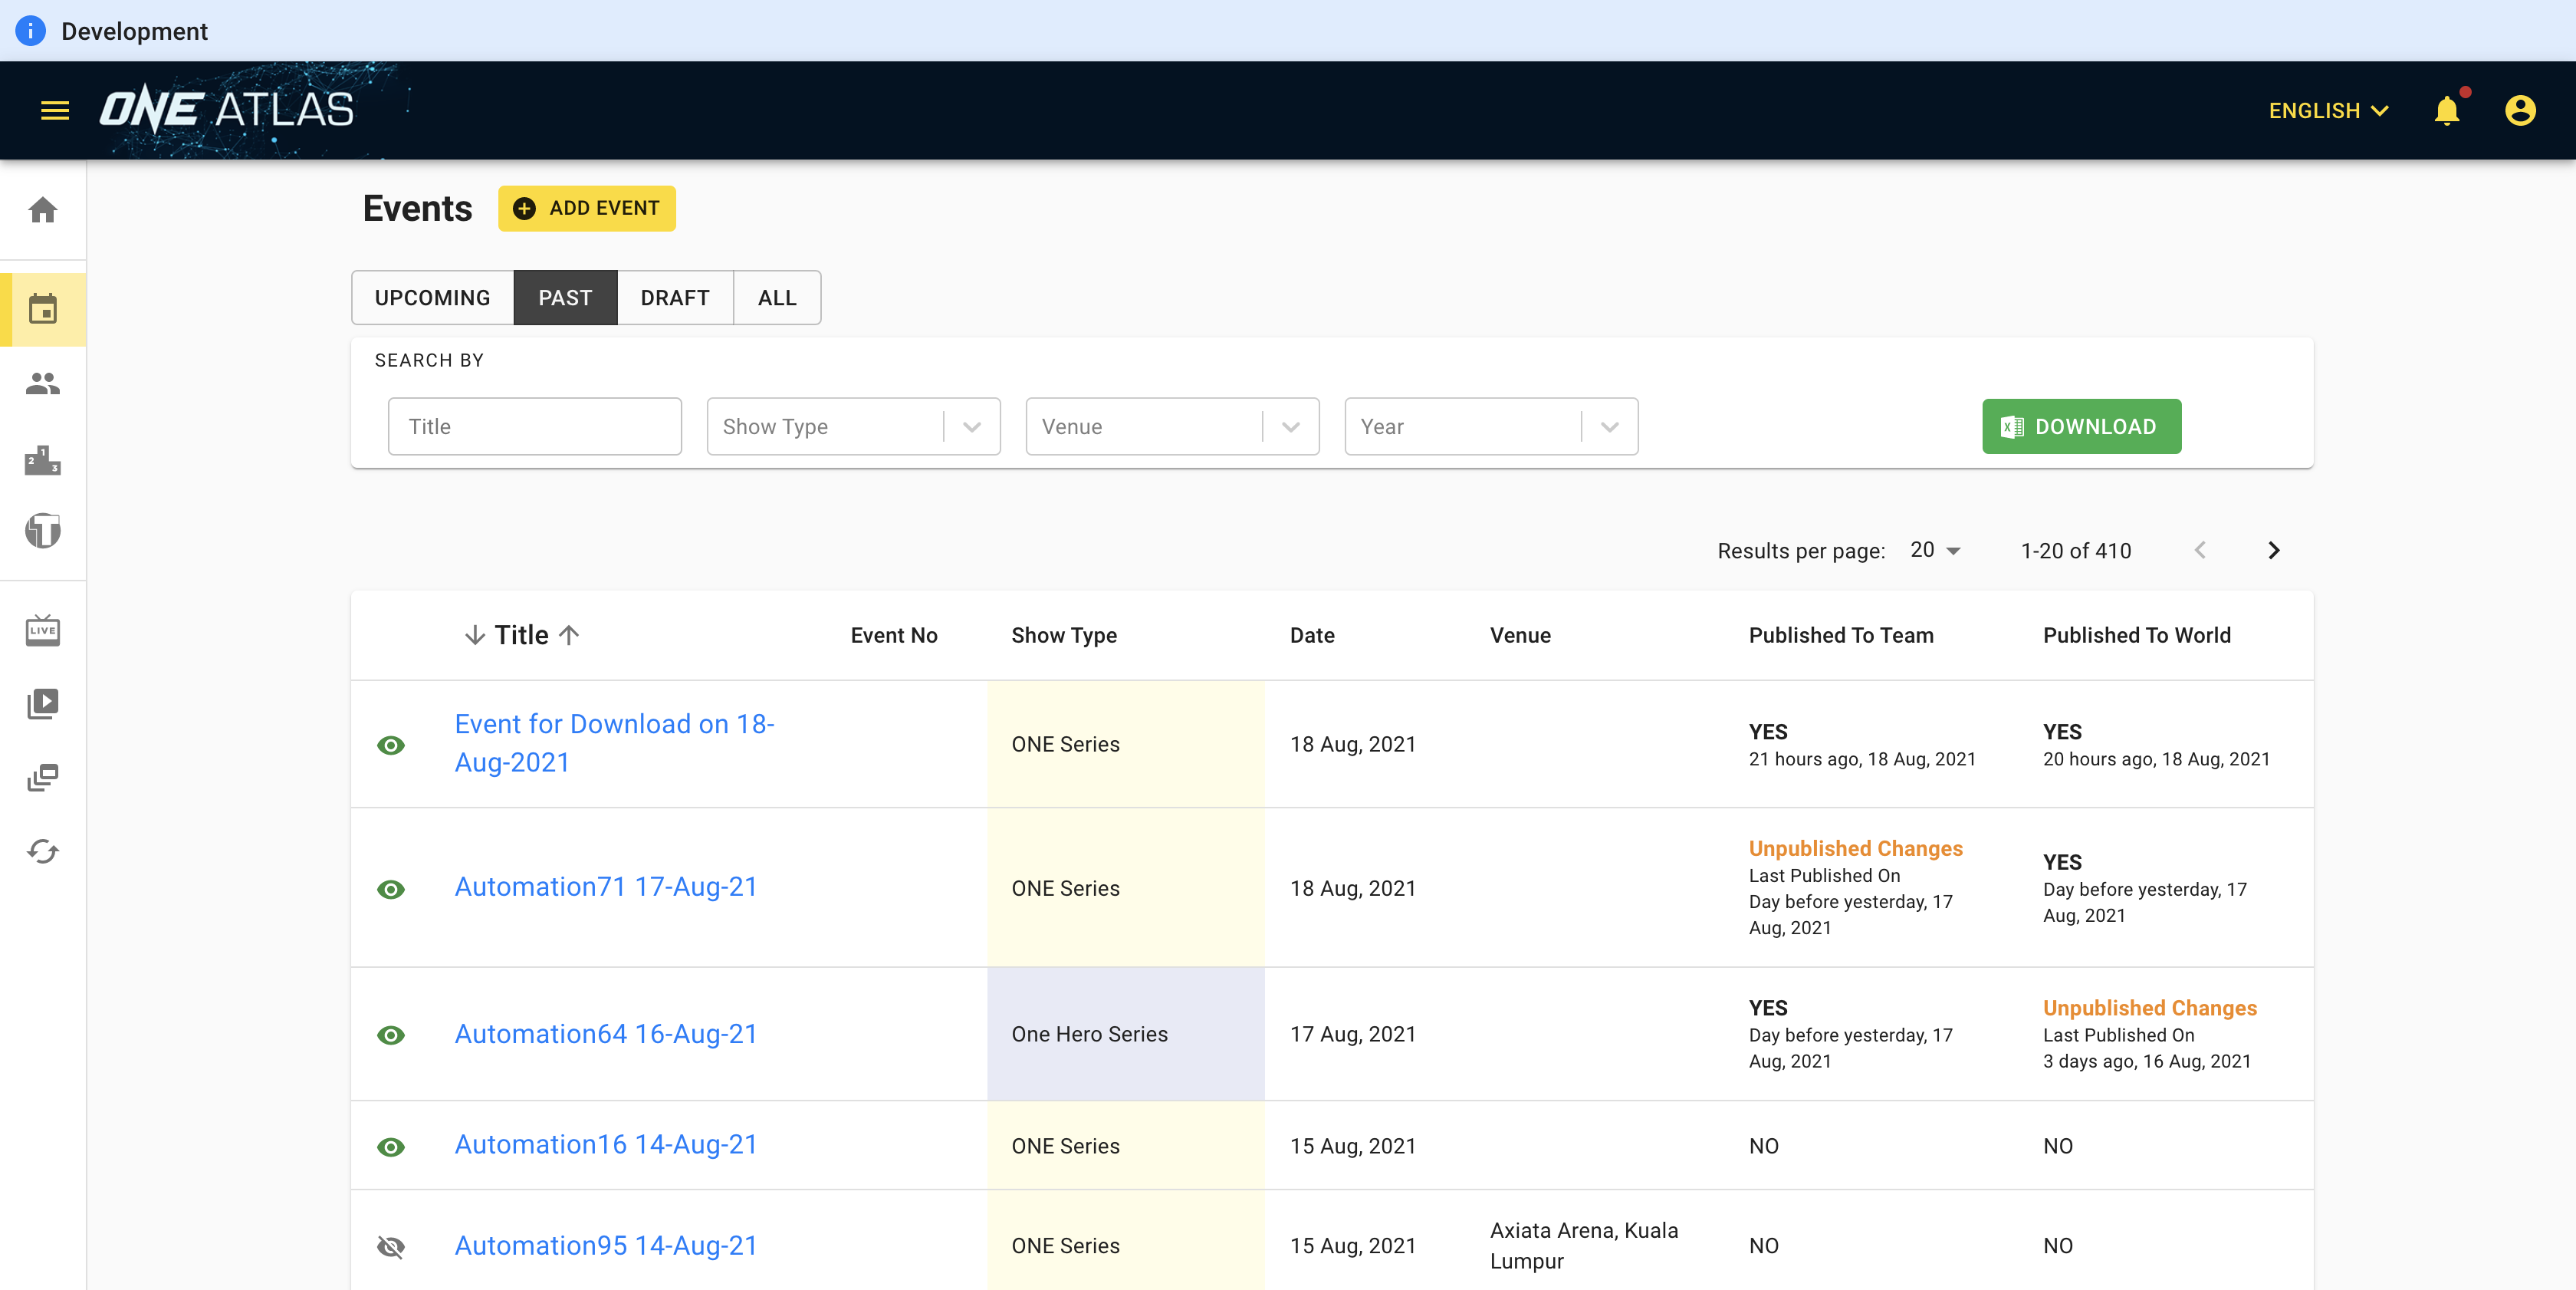 Development
ONE ATLAS
ENGLISH
Events
ADD EVENT
UPCOMING PAST DRAFT ALL
SEARCH BY
Title Show Type Venue Year DOWNLOAD
Results per page: 20 1-20 of 410
Title Event No Show Type Date Venue Published To Team Published To World
Event for Download on 18-
Aug-2021
ONE Series
18 Aug, 2021
YES
21 hours ago, 18 Aug, 2021
YES
20 hours ago, 18 Aug, 2021
Automation71 17-Aug-21
ONE Series
18 Aug, 2021
Unpublished Changes
Last Published On
Day before yesterday, 17
Aug, 2021
YES
Day before yesterday, 17
Aug, 2021
Automation64 16-Aug-21
One Hero Series
17 Aug, 2021
YES
Day before yesterday, 17
Aug, 2021
Unpublished Changes
Last Published On
3 days ago, 16 Aug, 2021
Automation16 14-Aug-21
ONE Series
15 Aug, 2021
NO
NO
Automation95 14-Aug-21
ONE Series
15 Aug, 2021
Axiata Arena, Kuala
Lumpur
NO
NO
1
2
3
T
LIVE